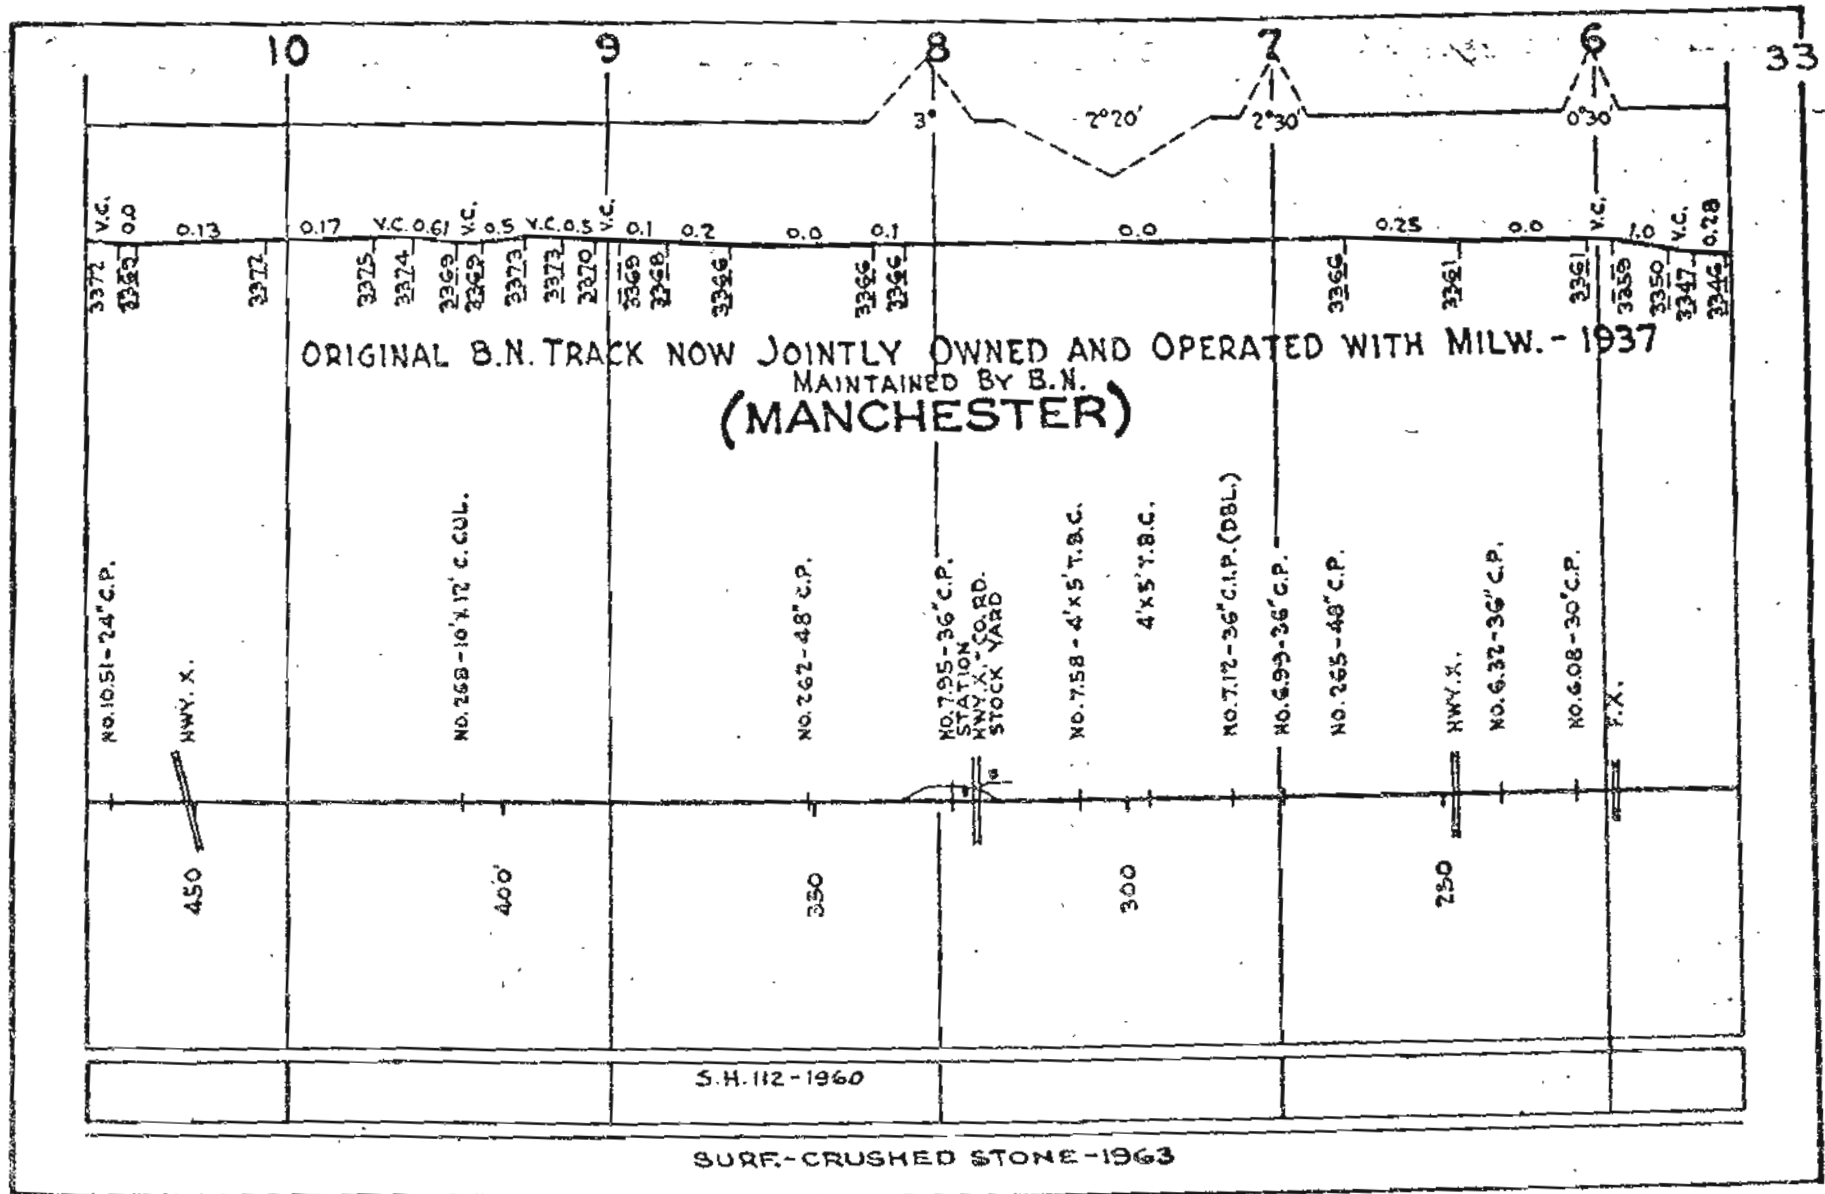 10 9 8 7 6 33
3° 2°20' 2°30' 0°30'
V.C. 0.0 0.13 0.17 V.C. 0.61 V.C. 0.5 V.C. 0.5 V.C. 0.1 0.2 0.0 0.1 0.0 0.25 0.0 V.C. 1.0 V.C. 0.28
3372 3369 3372 3375 3374 3369 3369 3373 3373 3370 3369 3368 3366 3366 3366 3366 3361 3361 3359 3350 3347 3346
ORIGINAL B.N. TRACK NOW JOINTLY OWNED AND OPERATED WITH MILW.-1937
MAINTAINED BY B.N.
(MANCHESTER)
NO.10.51-24" C.P.
HWY. X.
NO.268-10' X 12' C. CUL.
NO.262-48" C.P.
NO.7.95-36" C.P.
STATION
HWY. X.-CO.RD.
STOCK YARD
NO.7.58-4'X5' T.B.C.
4'X5' T.B.C.
NO.7.12-36" C.I.P. (DBL.)
NO.6.99-36" C.P.
NO.265-48" C.P.
HWY. X.
NO.6.32-36" C.P.
NO.6.08-30" C.P.
F.X.
450 400 350 300 250
S.H.112-1960
SURF.-CRUSHED STONE-1963